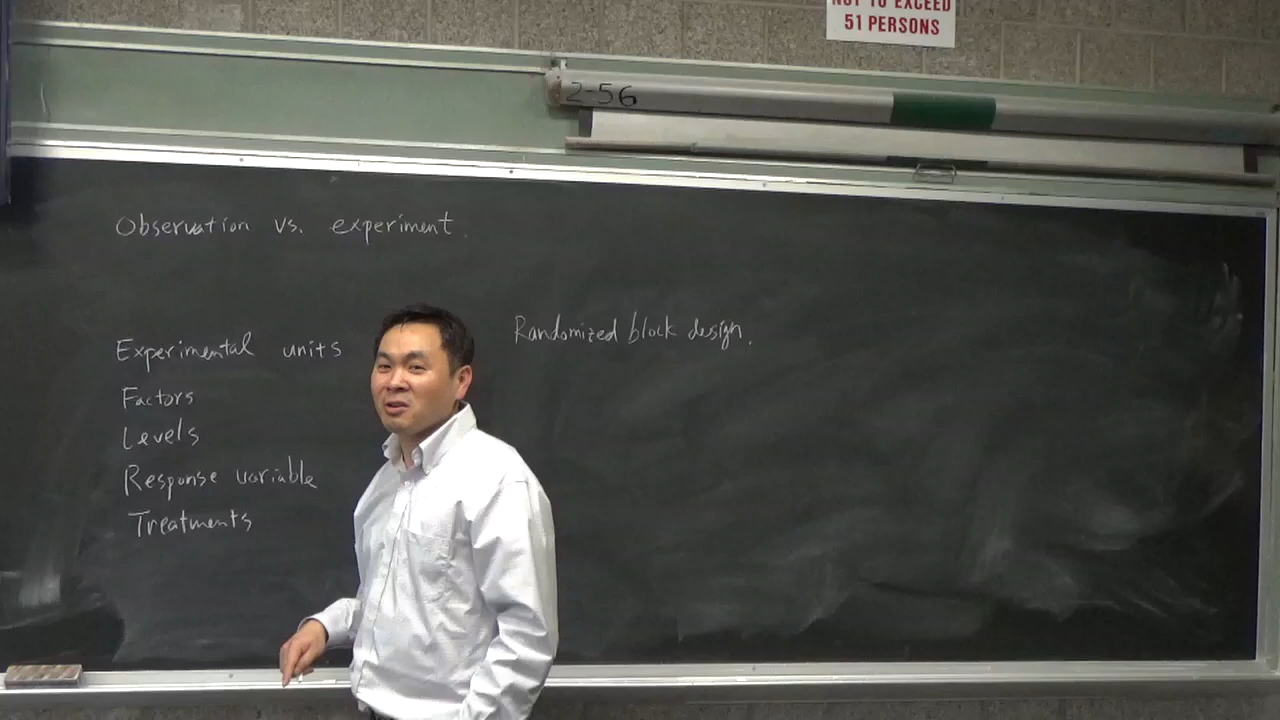 NOT TO EXCEED
51 PERSONS
2-56
Observation vs. experiment.
Experimental units
Factors
Levels
Response variable
Treatments
Randomized block design.